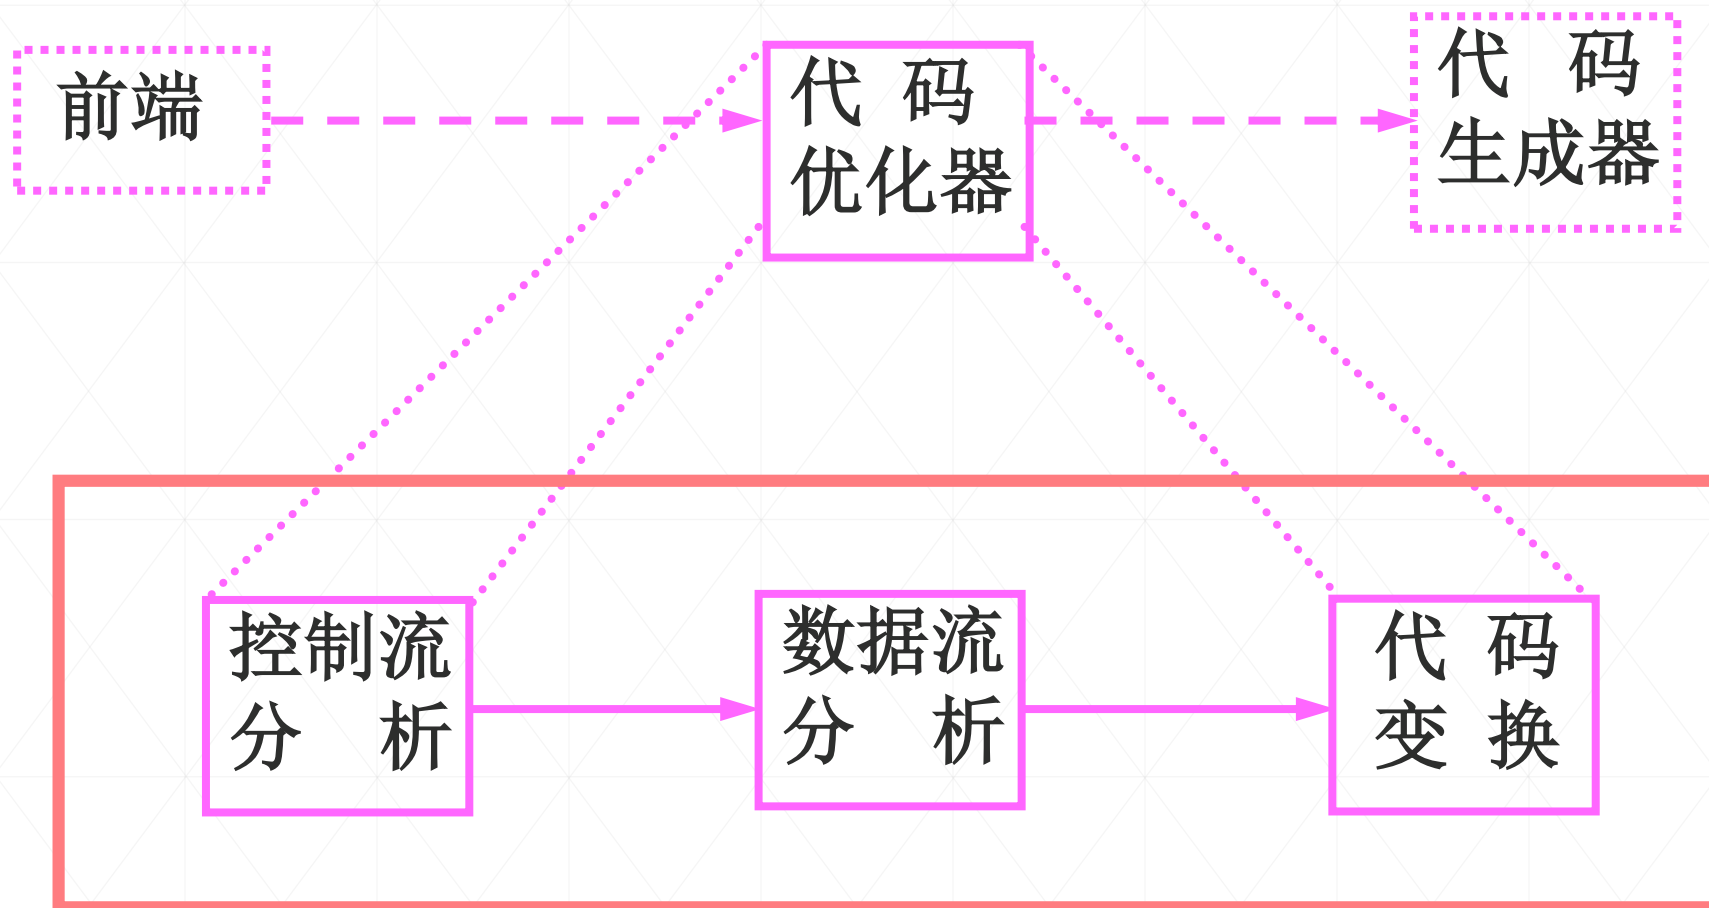 前端
代 码
优化器
代 码
生成器
控制流
分 析
数据流
分 析
代 码
变 换